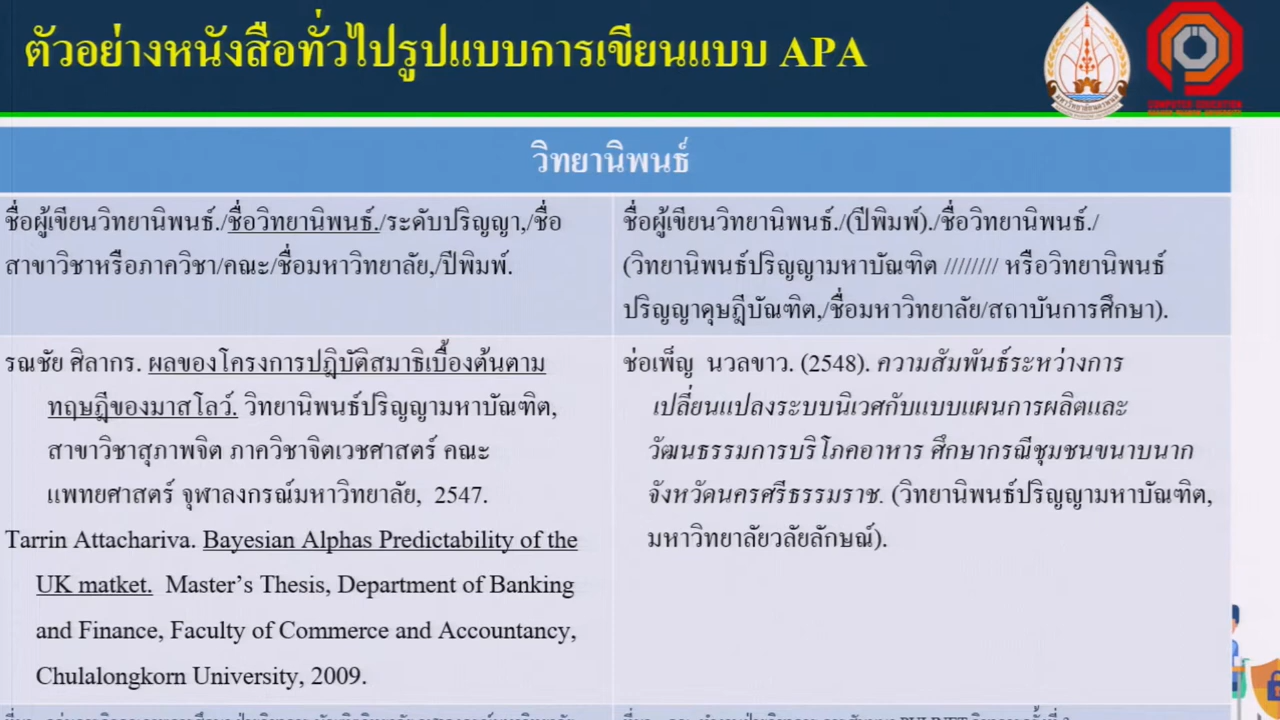 ตัวอย่างหนังสือทั่วไปรูปแบบการเขียนแบบ APA
วิทยานิพนธ์
ชื่อผู้เขียนวิทยานิพนธ์./ชื่อวิทยานิพนธ์./ระดับปริญญา,/ชื่อ
สาขาวิชาหรือภาควิชา/คณะ/ชื่อมหาวิทยาลัย,/ปีพิมพ์.
ชื่อผู้เขียนวิทยานิพนธ์./(ปีพิมพ์)./ชื่อวิทยานิพนธ์./
(วิทยานิพนธ์ปริญญามหาบัณฑิต //////// หรือวิทยานิพนธ์
ปริญญาดุษฎีบัณฑิต,/ชื่อมหาวิทยาลัย/สถาบันการศึกษา).
รณชัย ศิลากร. ผลของโครงการปฎิบัติสมาธิเบื้องต้นตาม
ทฤษฎีของมาสโลว์. วิทยานิพนธ์ปริญญามหาบัณฑิต,
สาขาวิชาสุภาพจิต ภาควิชาจิตเวชศาสตร์ คณะ
แพทยศาสตร์ จุฬาลงกรณ์มหาวิทยาลัย, 2547.
Tarrin Attachariva. Bayesian Alphas Predictability of the
UK matket. Master’s Thesis, Department of Banking
and Finance, Faculty of Commerce and Accountancy,
Chulalongkorn University, 2009.
ช่อเพ็ญ นวลขาว. (2548). ความสัมพันธ์ระหว่างการ
เปลี่ยนแปลงระบบนิเวศกับแบบแผนการผลิตและ
วัฒนธรรมการบริโภคอาหาร ศึกษากรณีชุมชนขนาบนาก
จังหวัดนครศรีธรรมราช. (วิทยานิพนธ์ปริญญามหาบัณฑิต,
มหาวิทยาลัยวลัยลักษณ์).